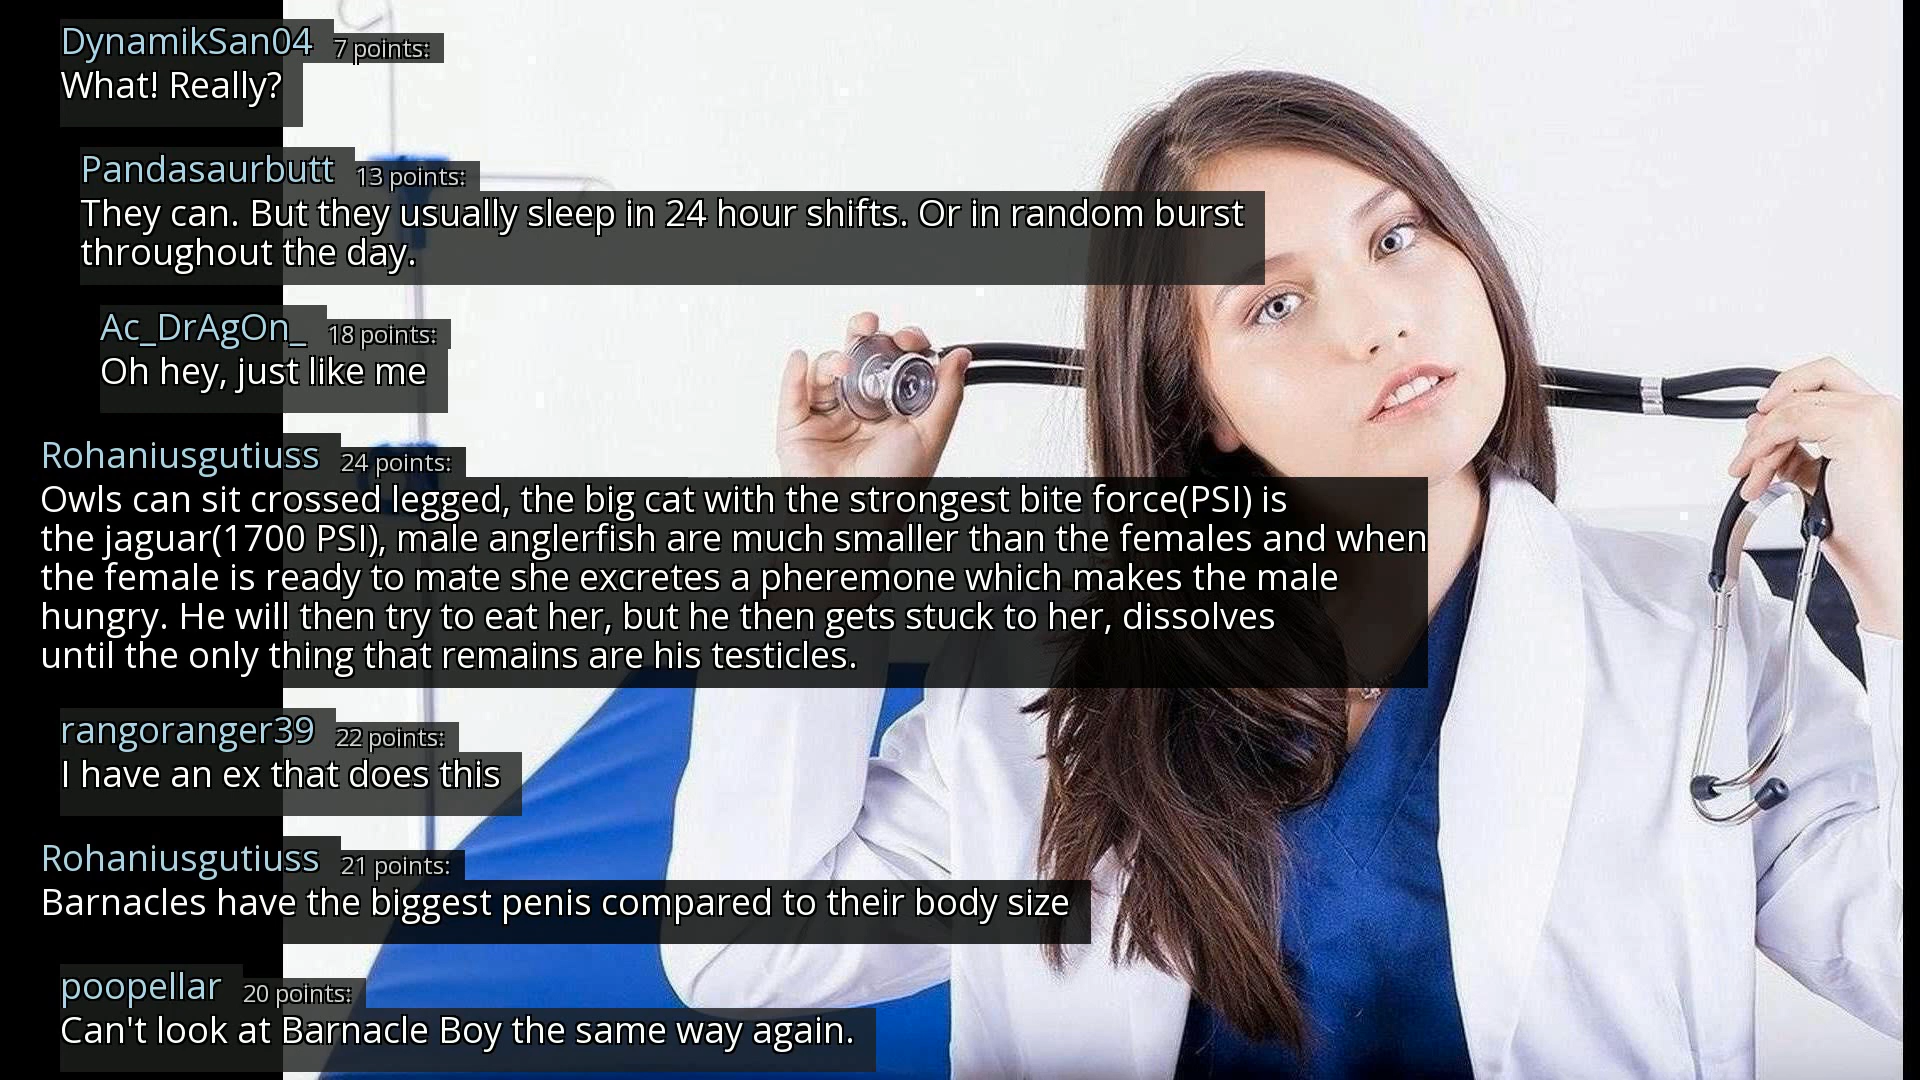 DynamikSan04 7 points:
What! Really?
Pandasaurbutt 13 points:
They can. But they usually sleep in 24 hour shifts. Or in random burst
throughout the day.
Ac_DrAgOn_ 18 points:
Oh hey, just like me
Rohaniusgutiuss 24 points:
Owls can sit crossed legged, the big cat with the strongest bite force(PSI) is
the jaguar(1700 PSI), male anglerfish are much smaller than the females and when
the female is ready to mate she excretes a pheremone which makes the male
hungry. He will then try to eat her, but he then gets stuck to her, dissolves
until the only thing that remains are his testicles.
rangoranger39 22 points:
I have an ex that does this
Rohaniusgutiuss 21 points:
Barnacles have the biggest penis compared to their body size
poopellar 20 points:
Can't look at Barnacle Boy the same way again.